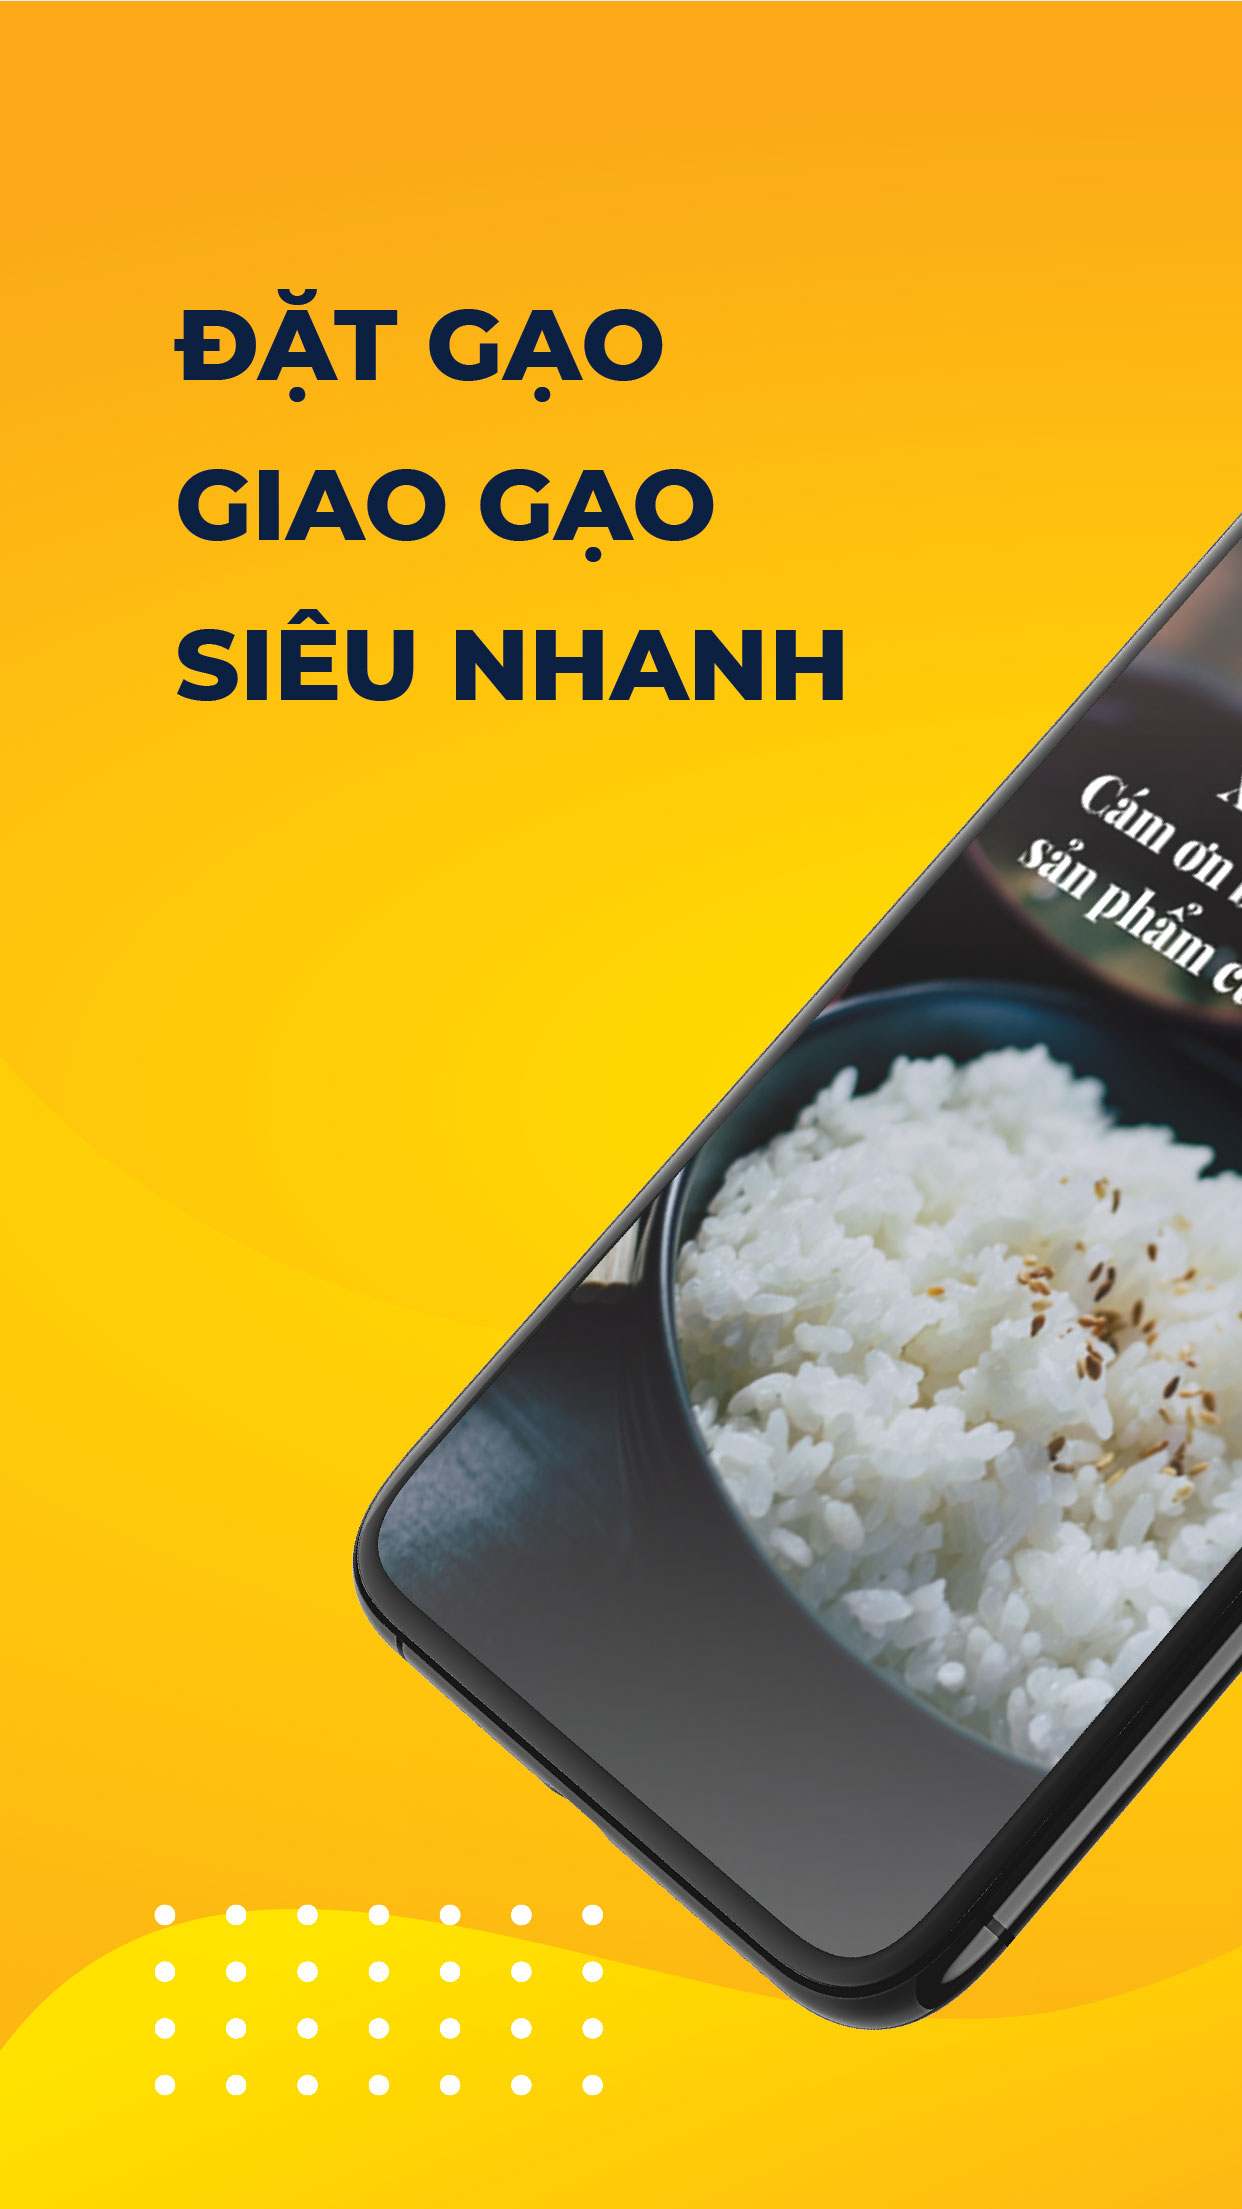 ĐẶT GẠO
GIAO GẠO
SIÊU NHANH
Cám ơn
sản phẩm